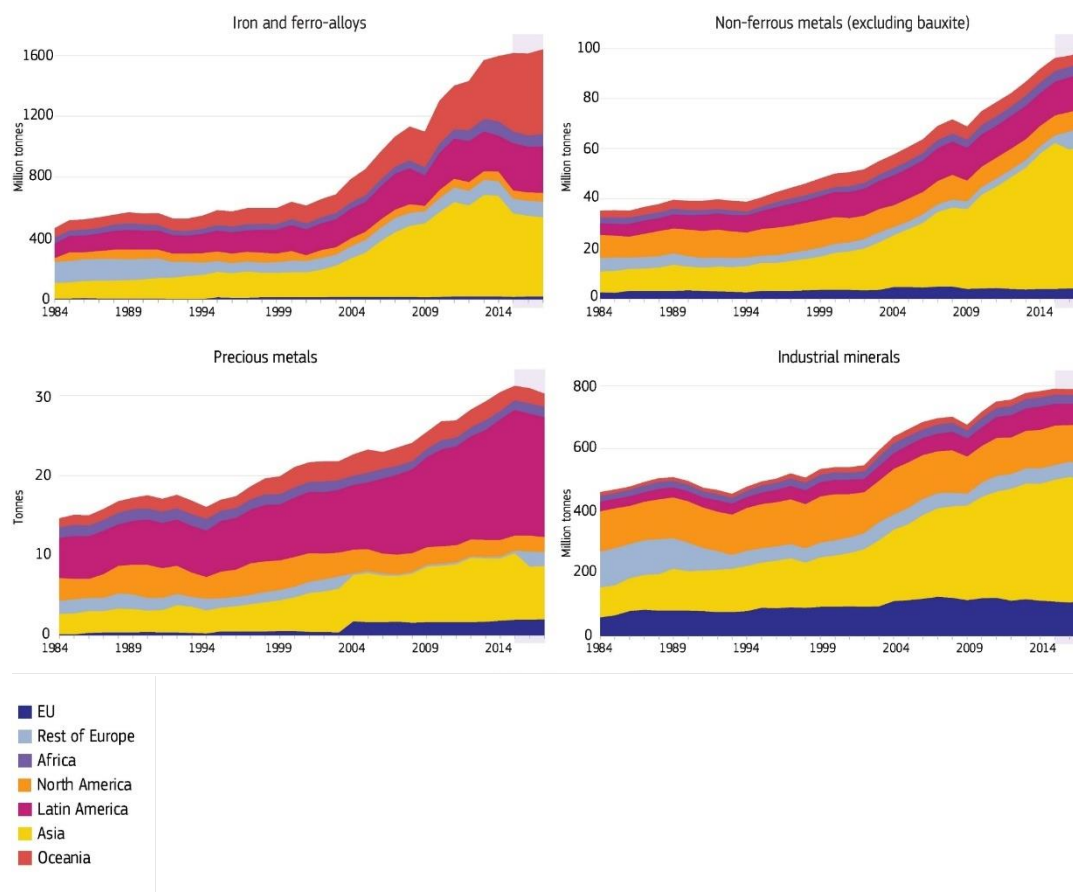 Iron and ferro-alloys
Million tonnes
1600
1200
800
400
0
1984 1989 1994 1999 2004 2009 2014
Non-ferrous metals (excluding bauxite)
Million tonnes
100
80
60
40
20
0
1984 1989 1994 1999 2004 2009 2014
Precious metals
Tonnes
30
20
10
0
1984 1989 1994 1999 2004 2009 2014
Industrial minerals
Million tonnes
800
600
400
200
0
1984 1989 1994 1999 2004 2009 2014
EU
Rest of Europe
Africa
North America
Latin America
Asia
Oceania